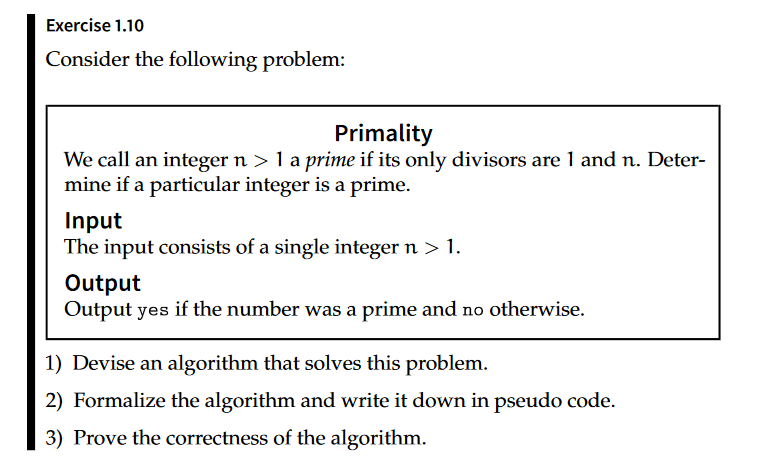 Exercise 1.10
Consider the following problem:
Primality
We call an integer n > 1 a prime if its only divisors are 1 and n. Deter-
mine if a particular integer is a prime.
Input
The input consists of a single integer n > 1.
Output
Output yes if the number was a prime and no otherwise.
1) Devise an algorithm that solves this problem.
2) Formalize the algorithm and write it down in pseudo code.
3) Prove the correctness of the algorithm.